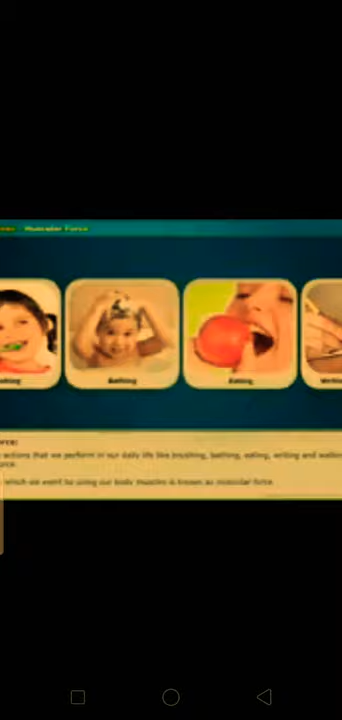 Muscular Force
Bathing
Eating
orce:
actions that we perform in our daily life like brushing, bathing, eating, writing and walking
orce.
which we exert by using our body muscles is known as muscular force.